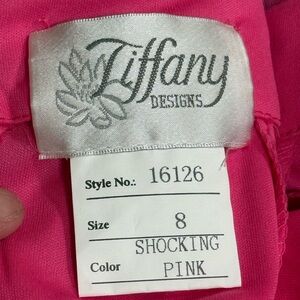 Tiffany
DESIGNS
Style No.: 16126
Size 8
SHOCKING
Color PINK